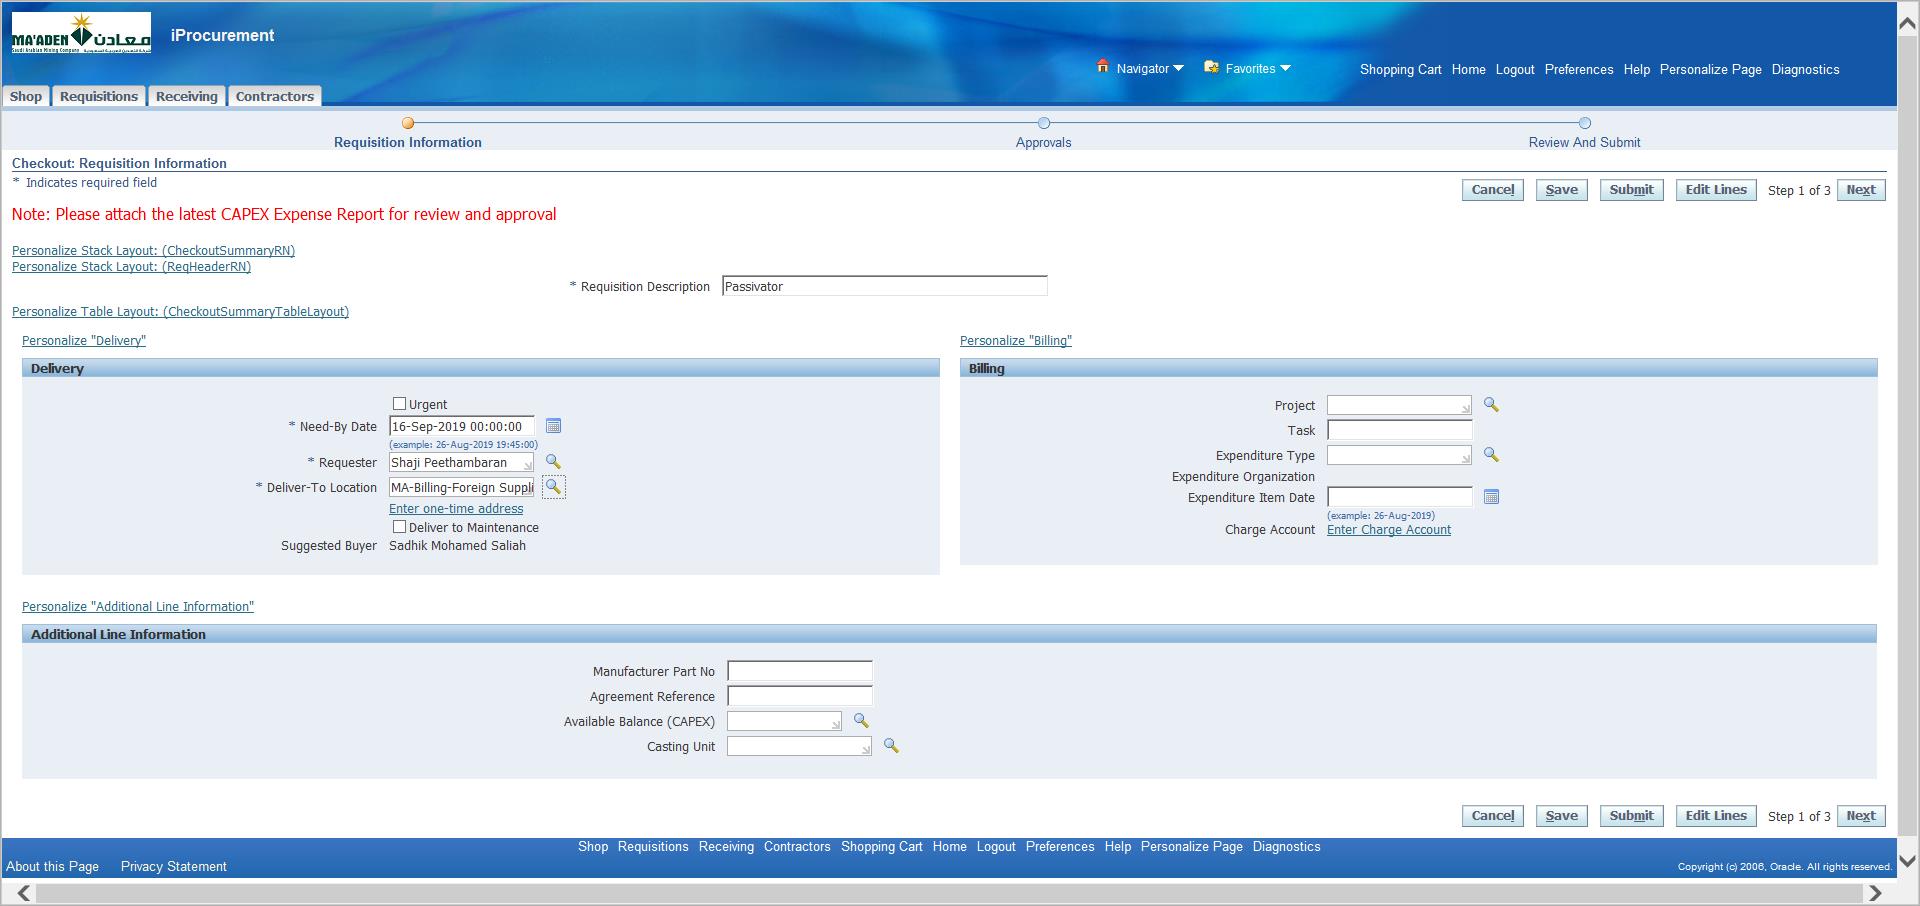 MA'ADEN معادن
Saudi Arabian Mining Company
iProcurement
Navigator Favorites Shopping Cart Home Logout Preferences Help Personalize Page Diagnostics
Shop Requisitions Receiving Contractors
Requisition Information Approvals Review And Submit
Checkout: Requisition Information
* Indicates required field
Cancel Save Submit Edit Lines Step 1 of 3 Next
Note: Please attach the latest CAPEX Expense Report for review and approval
Personalize Stack Layout: (CheckoutSummaryRN)
Personalize Stack Layout: (ReqHeaderRN)
* Requisition Description Passivator
Personalize Table Layout: (CheckoutSummaryTableLayout)
Personalize "Delivery"
Delivery
Urgent
* Need-By Date 16-Sep-2019 00:00:00
(example: 26-Aug-2019 19:45:00)
* Requester Shaji Peethambaran
* Deliver-To Location MA-Billing-Foreign Suppli
Enter one-time address
Deliver to Maintenance
Suggested Buyer Sadhik Mohamed Saliah
Personalize "Billing"
Billing
Project
Task
Expenditure Type
Expenditure Organization
Expenditure Item Date
(example: 26-Aug-2019)
Charge Account Enter Charge Account
Personalize "Additional Line Information"
Additional Line Information
Manufacturer Part No
Agreement Reference
Available Balance (CAPEX)
Casting Unit
Cancel Save Submit Edit Lines Step 1 of 3 Next
Shop Requisitions Receiving Contractors Shopping Cart Home Logout Preferences Help Personalize Page Diagnostics
About this Page Privacy Statement
Copyright (c) 2006, Oracle. All rights reserved.